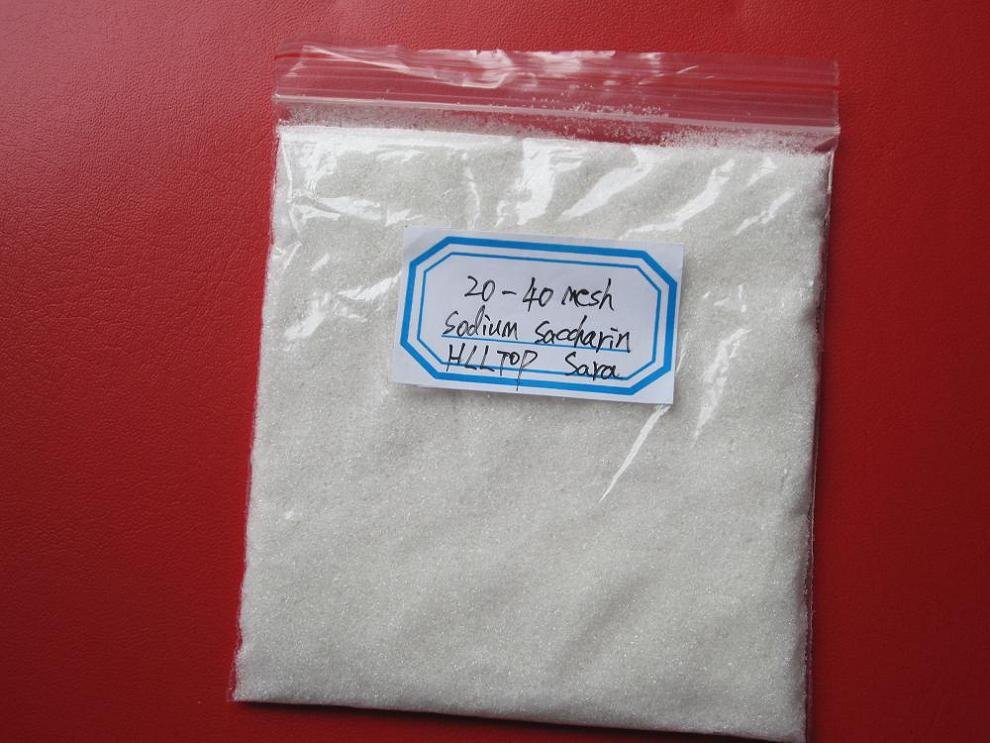 20-40 mesh
Sodium Saccharin
HLLTOP Sara